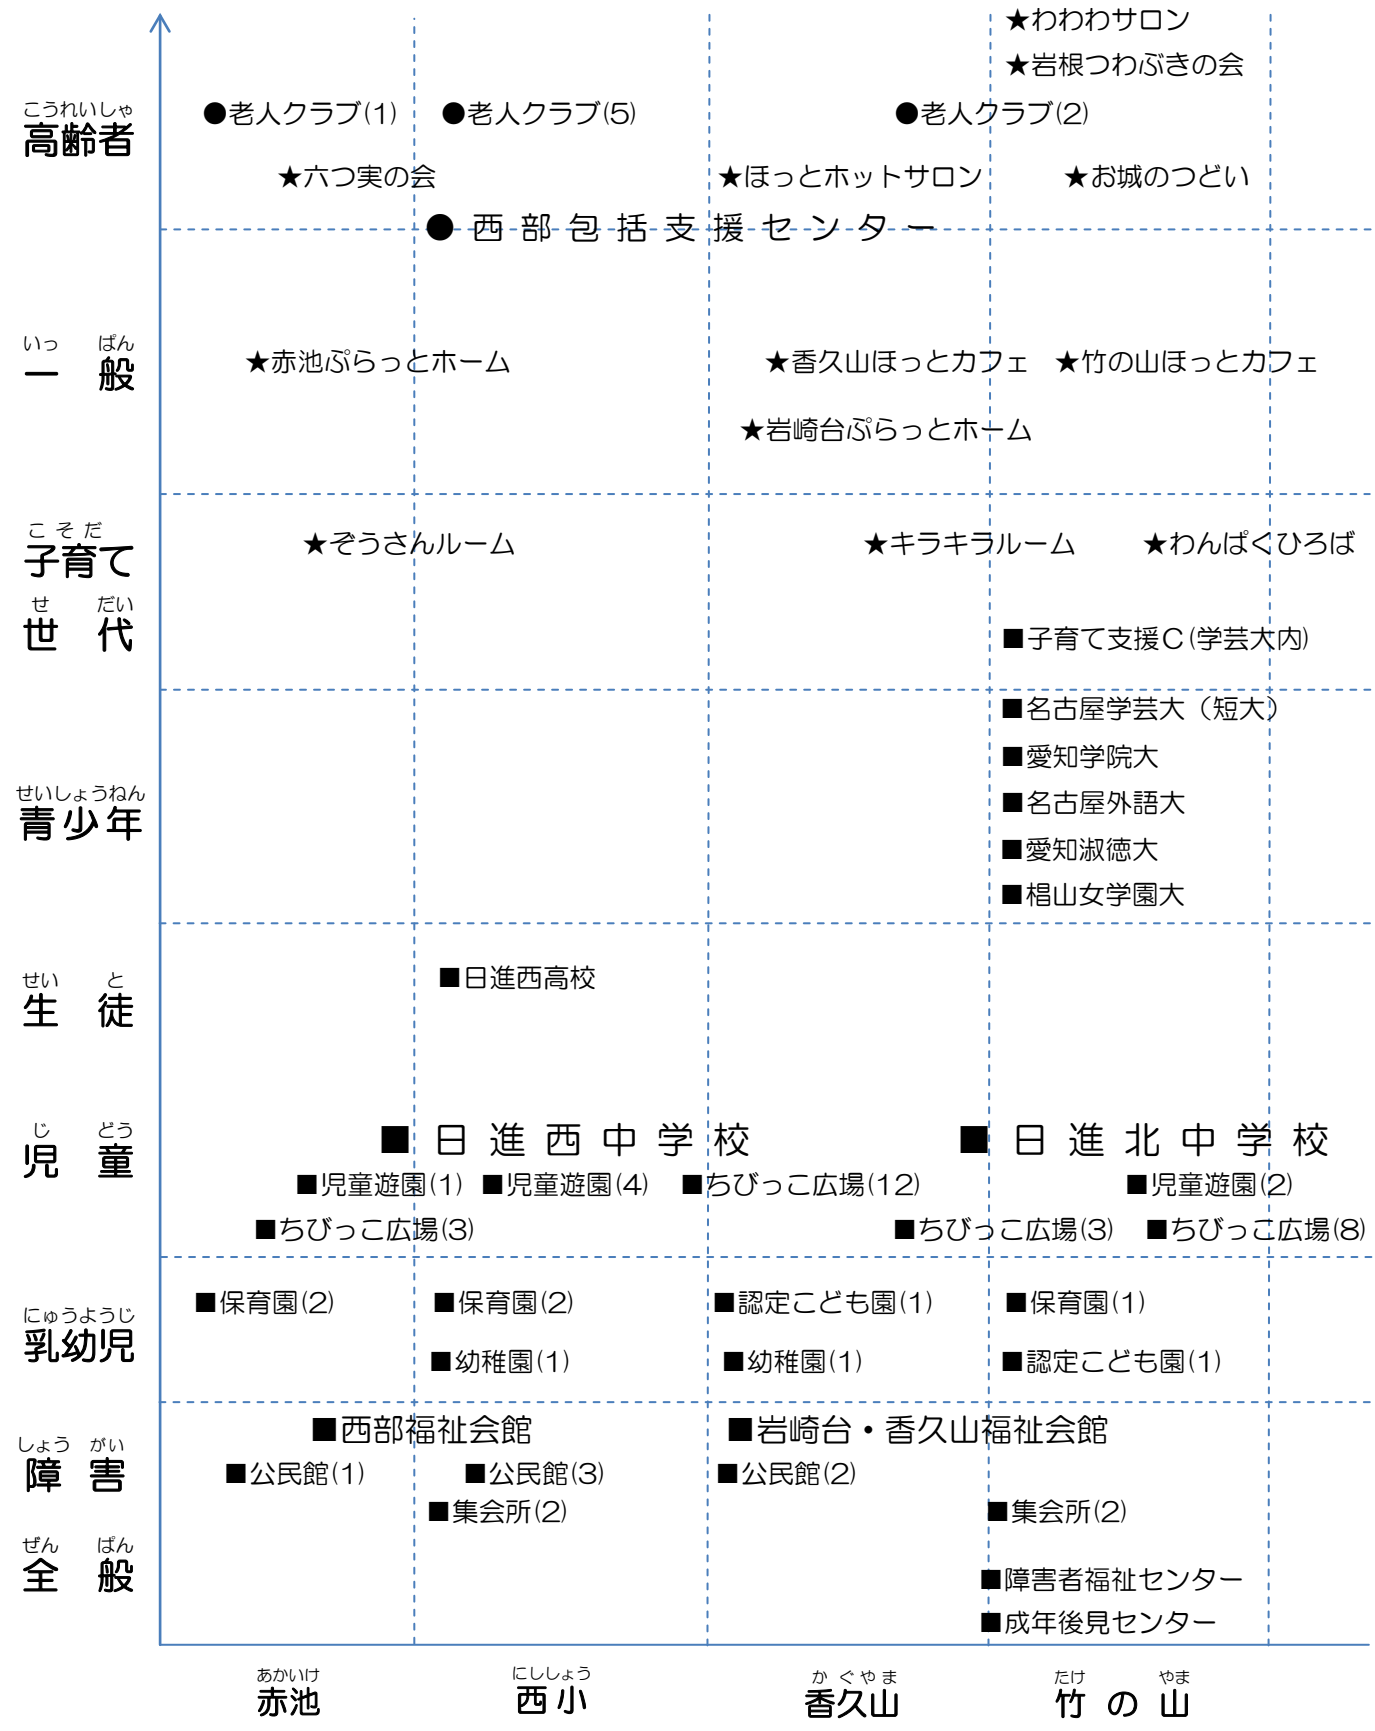 ★わわわサロン
★岩根つわぶきの会
こうれいしゃ
高齢者
●老人クラブ(1) ●老人クラブ(5) ●老人クラブ(2)
★六つ実の会 ★ほっとホットサロン ★お城のつどい
●西部包括支援センター
いっ ぱん
一 般
★赤池ぷらっとホーム ★香久山ほっとカフェ ★竹の山ほっとカフェ
★岩崎台ぷらっとホーム
こそだ
子育て
★ぞうさんルーム ★キラキラルーム ★わんぱくひろば
せ だい
世 代
■子育て支援C(学芸大内)
■名古屋学芸大（短大）
■愛知学院大
せいしょうねん
青少年
■名古屋外語大
■愛知淑徳大
■椙山女学園大
せい と
生 徒
■日進西高校
じ どう
児 童
■日進西中学校 ■日進北中学校
■児童遊園(1) ■児童遊園(4) ■ちびっこ広場(12) ■児童遊園(2)
■ちびっこ広場(3) ■ちびっこ広場(3) ■ちびっこ広場(8)
にゅうようじ
乳幼児
■保育園(2) ■保育園(2) ■認定こども園(1) ■保育園(1)
■幼稚園(1) ■幼稚園(1) ■認定こども園(1)
■西部福祉会館 ■岩崎台・香久山福祉会館
しょう がい
障 害
■公民館(1) ■公民館(3) ■公民館(2)
■集会所(2) ■集会所(2)
ぜん ぱん
全 般
■障害者福祉センター
■成年後見センター
あかいけ にししょう かぐやま たけ やま
赤池 西小 香久山 竹の山